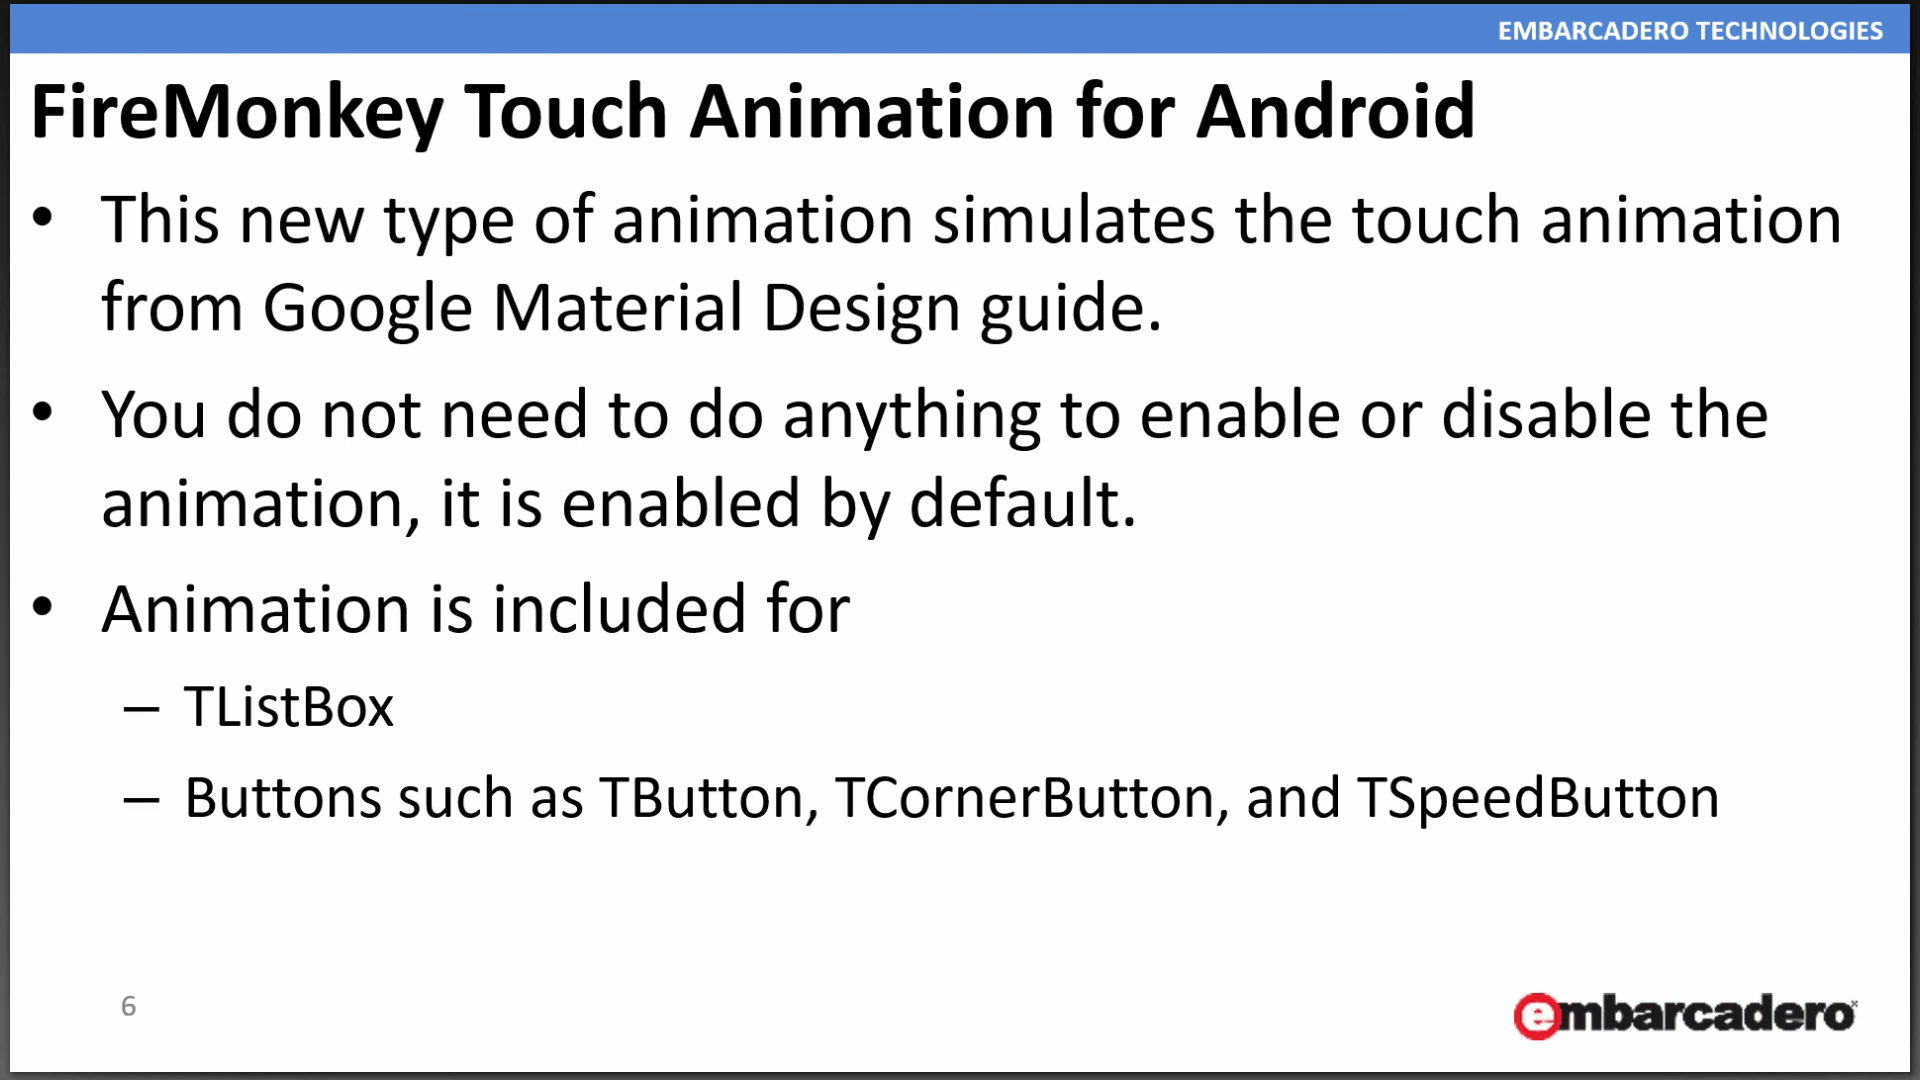 EMBARCADERO TECHNOLOGIES
FireMonkey Touch Animation for Android
• This new type of animation simulates the touch animation
from Google Material Design guide.
• You do not need to do anything to enable or disable the
animation, it is enabled by default.
• Animation is included for
– TListBox
– Buttons such as TButton, TCornerButton, and TSpeedButton
6
embarcadero